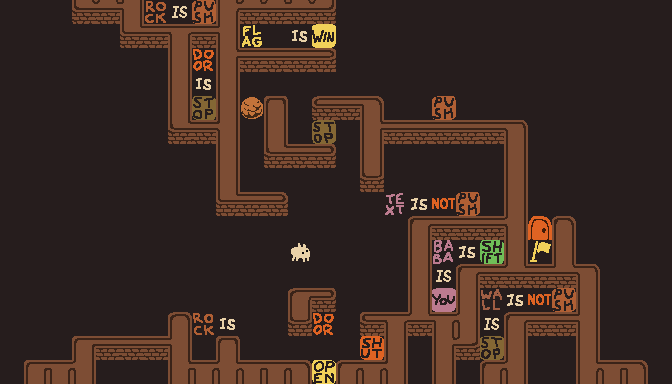 ROCK IS PUSH
FLAG IS WIN
DOOR IS STOP
PUSH
STOP
TEXT IS NOT PUSH
BABA IS SHIFT
IS
YOU
WALL IS NOT PUSH
IS
STOP
ROCK IS
DOOR
SHUT
OPEN